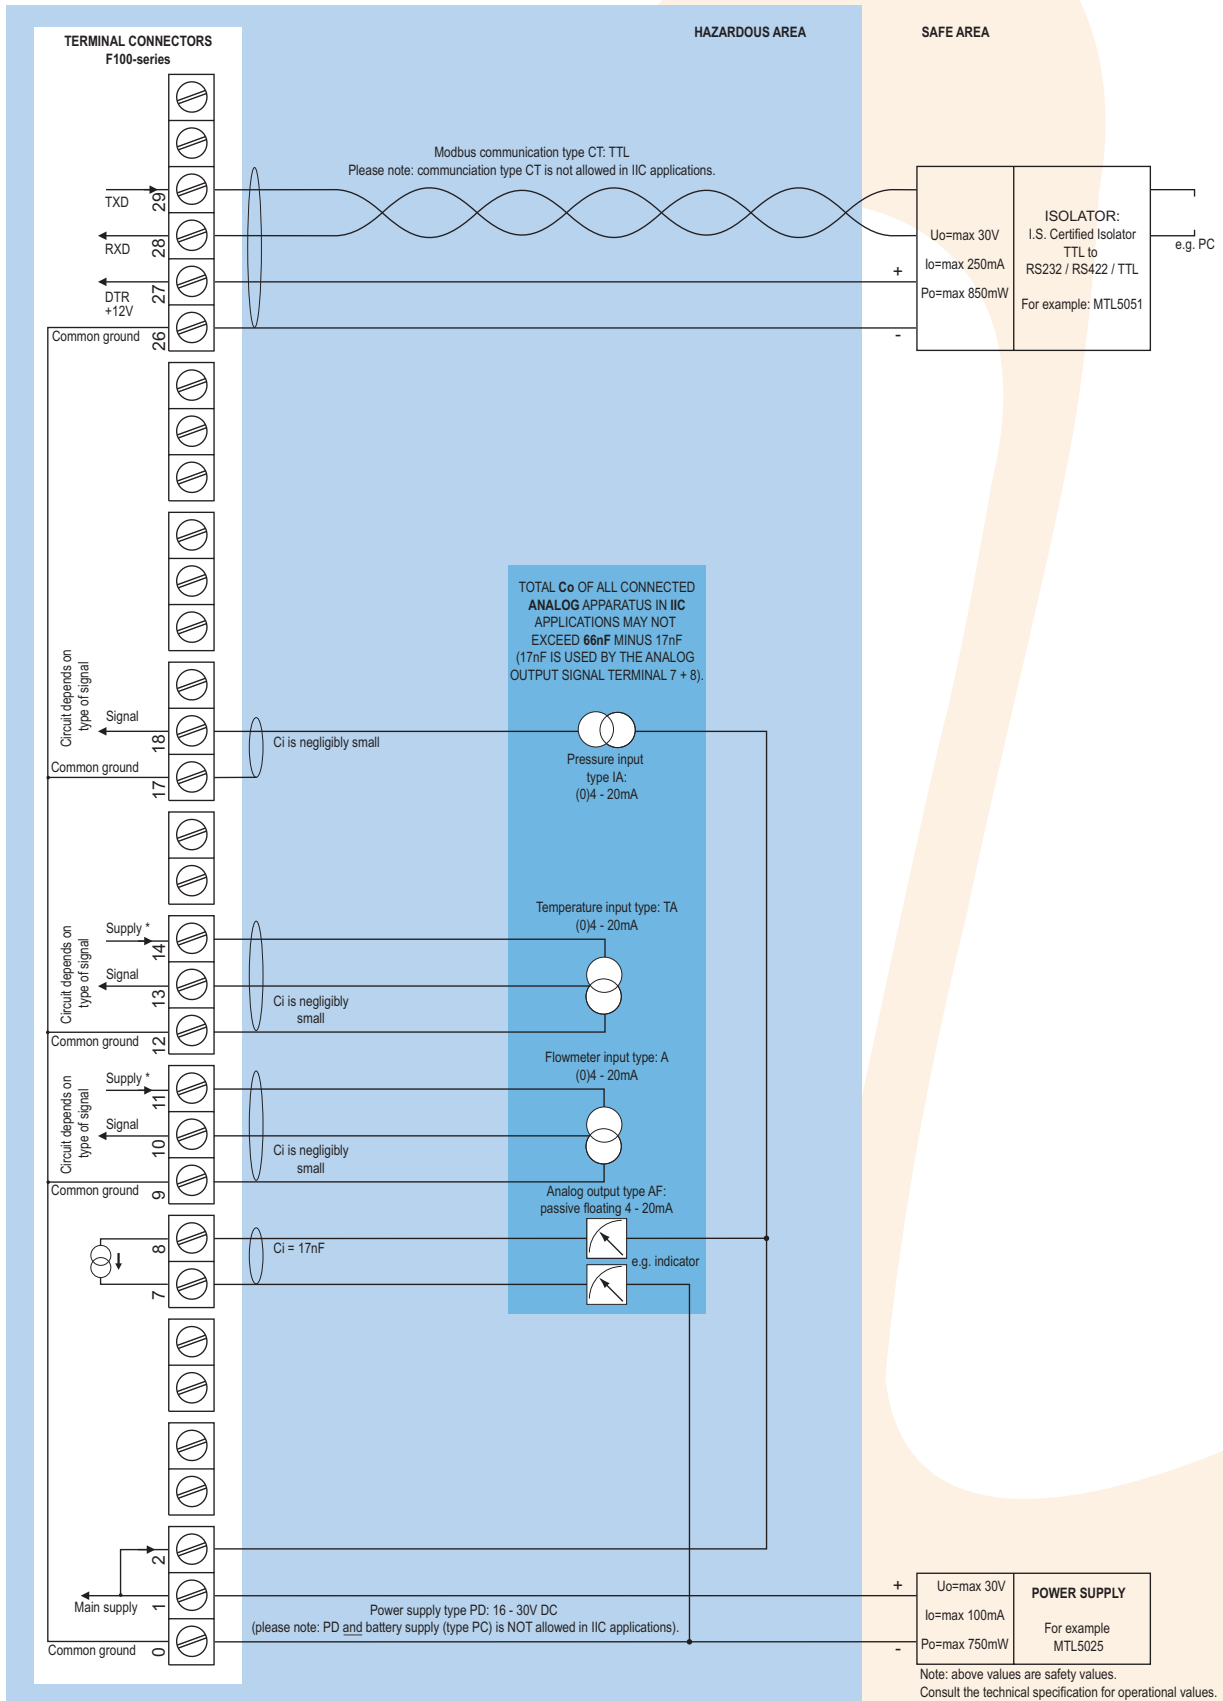 TERMINAL CONNECTORS
F100-series
HAZARDOUS AREA
SAFE AREA
Modbus communication type CT: TTL
Please note: communciation type CT is not allowed in IIC applications.
TXD
29
RXD
28
DTR
+12V
27
Common ground
26
+
-
Uo=max 30V
Io=max 250mA
Po=max 850mW
ISOLATOR:
I.S. Certified Isolator
TTL to
RS232 / RS422 / TTL
For example: MTL5051
e.g. PC
TOTAL Co OF ALL CONNECTED
ANALOG APPARATUS IN IIC
APPLICATIONS MAY NOT
EXCEED 66nF MINUS 17nF
(17nF IS USED BY THE ANALOG
OUTPUT SIGNAL TERMINAL 7 + 8).
Circuit depends on
type of signal
Signal
18
Common ground
17
Ci is negligibly small
Pressure input
type IA:
(0)4 - 20mA
Temperature input type: TA
(0)4 - 20mA
Circuit depends on
type of signal
Supply *
14
Signal
13
Common ground
12
Ci is negligibly
small
Flowmeter input type: A
(0)4 - 20mA
Circuit depends on
type of signal
Supply *
11
Signal
10
Common ground
9
Ci is negligibly
small
Analog output type AF:
passive floating 4 - 20mA
8
Ci = 17nF
e.g. indicator
7
2
Main supply
1
Common ground
0
Power supply type PD: 16 - 30V DC
(please note: PD and battery supply (type PC) is NOT allowed in IIC applications).
+
-
Uo=max 30V
Io=max 100mA
Po=max 750mW
POWER SUPPLY
For example
MTL5025
Note: above values are safety values.
Consult the technical specification for operational values.